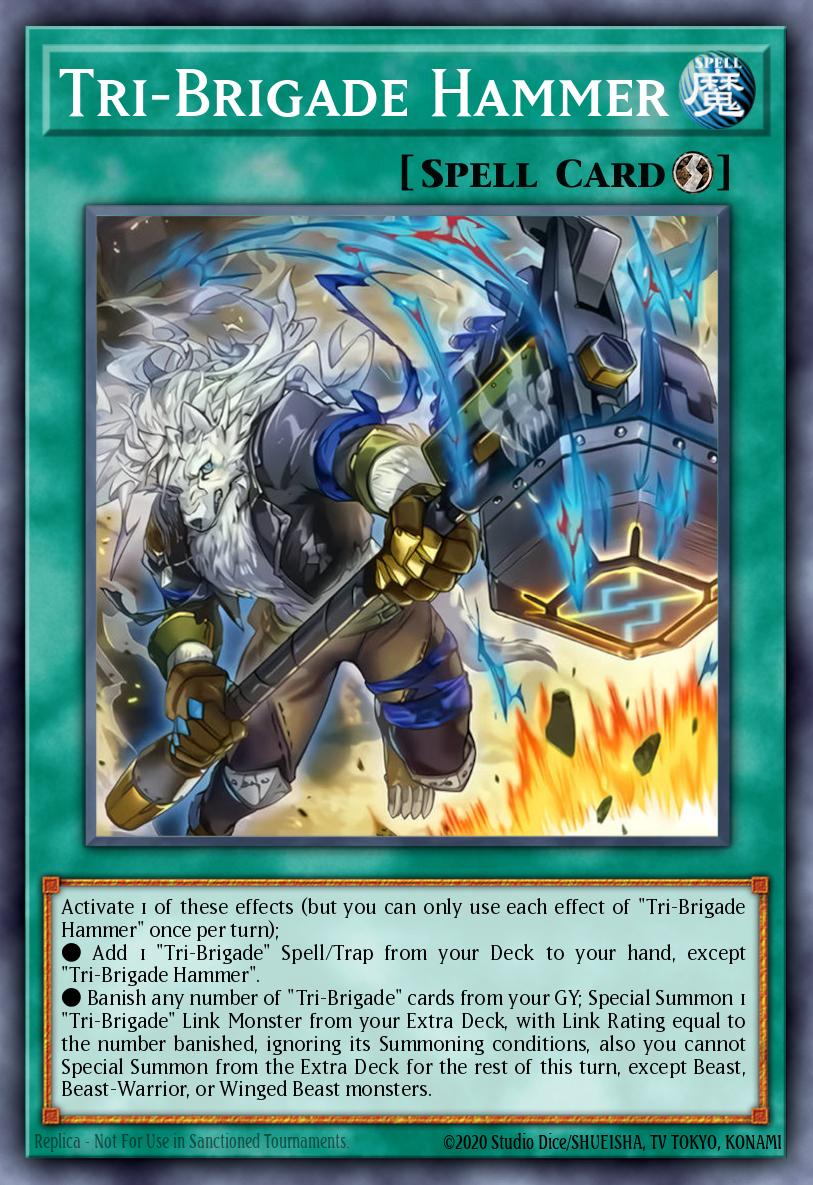 Tri-Brigade Hammer
SPELL
魔
[Spell Card]
Activate 1 of these effects (but you can only use each effect of "Tri-Brigade
Hammer" once per turn);
● Add 1 "Tri-Brigade" Spell/Trap from your Deck to your hand, except
"Tri-Brigade Hammer".
● Banish any number of "Tri-Brigade" cards from your GY; Special Summon 1
"Tri-Brigade" Link Monster from your Extra Deck, with Link Rating equal to
the number banished, ignoring its Summoning conditions, also you cannot
Special Summon from the Extra Deck for the rest of this turn, except Beast,
Beast-Warrior, or Winged Beast monsters.
Replica - Not For Use in Sanctioned Tournaments.
©2020 Studio Dice/SHUEISHA, TV TOKYO, KONAMI